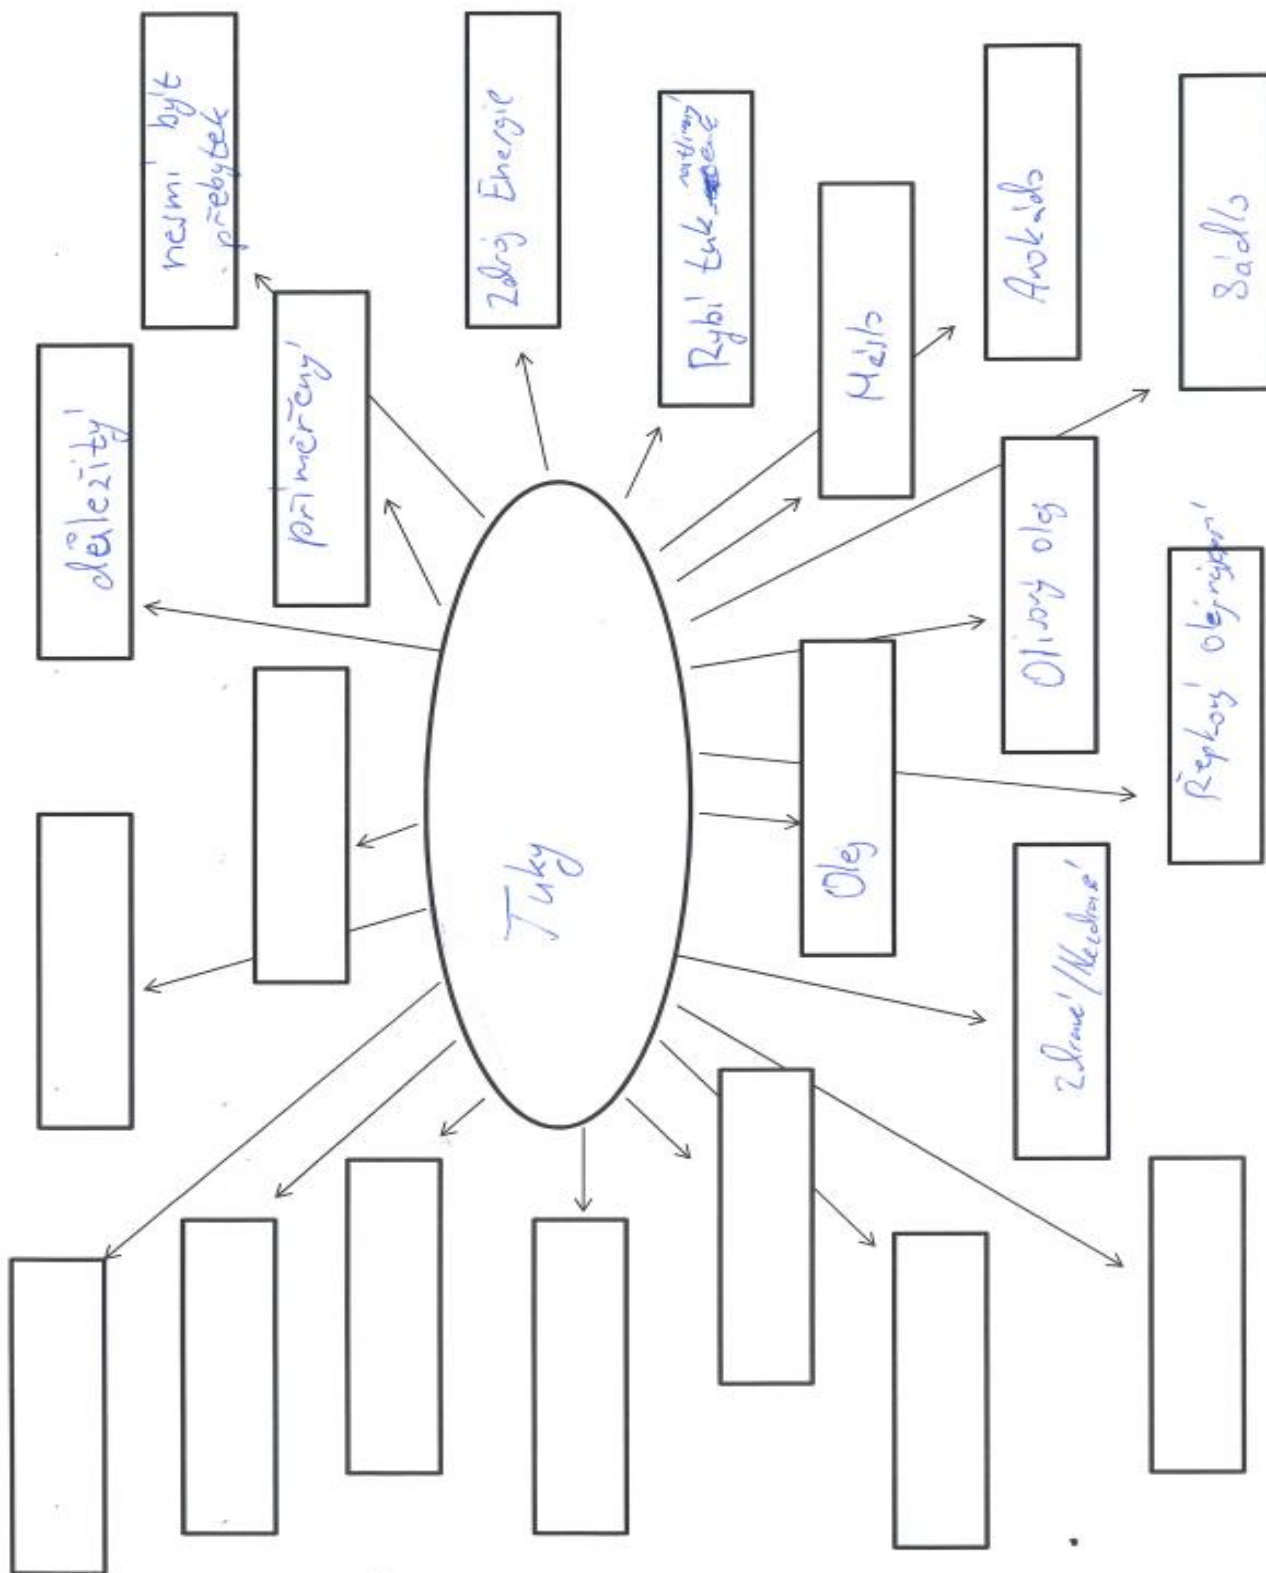 Tuky
důležitý
nesmí být
přebytek
přiměřený
Zdroj Energie
Rybí tuk
Máslo
Avokádo
Sádlo
Olivový olej
Řepkový olej
Olej
Zdravé/Nezdravé